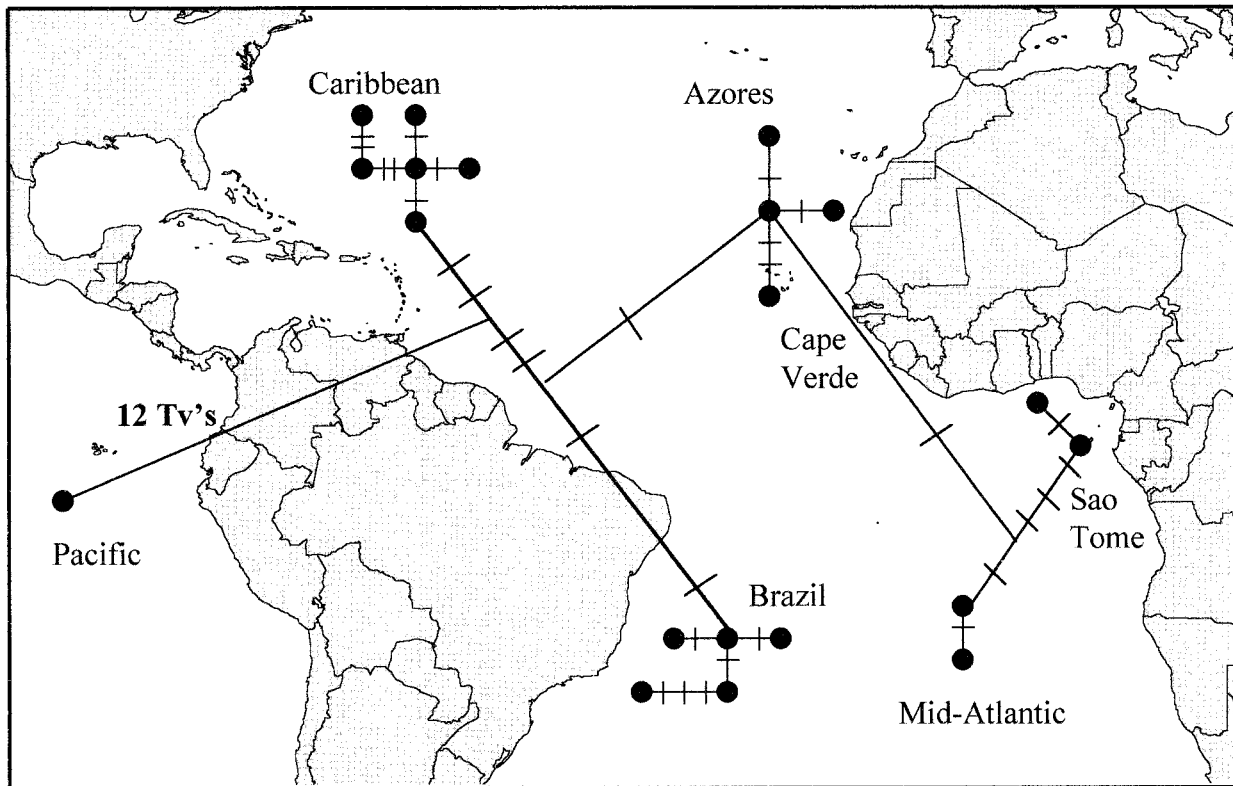 Caribbean
Azores
Cape
Verde
12 Tv's
Sao
Tome
Pacific
Brazil
Mid-Atlantic